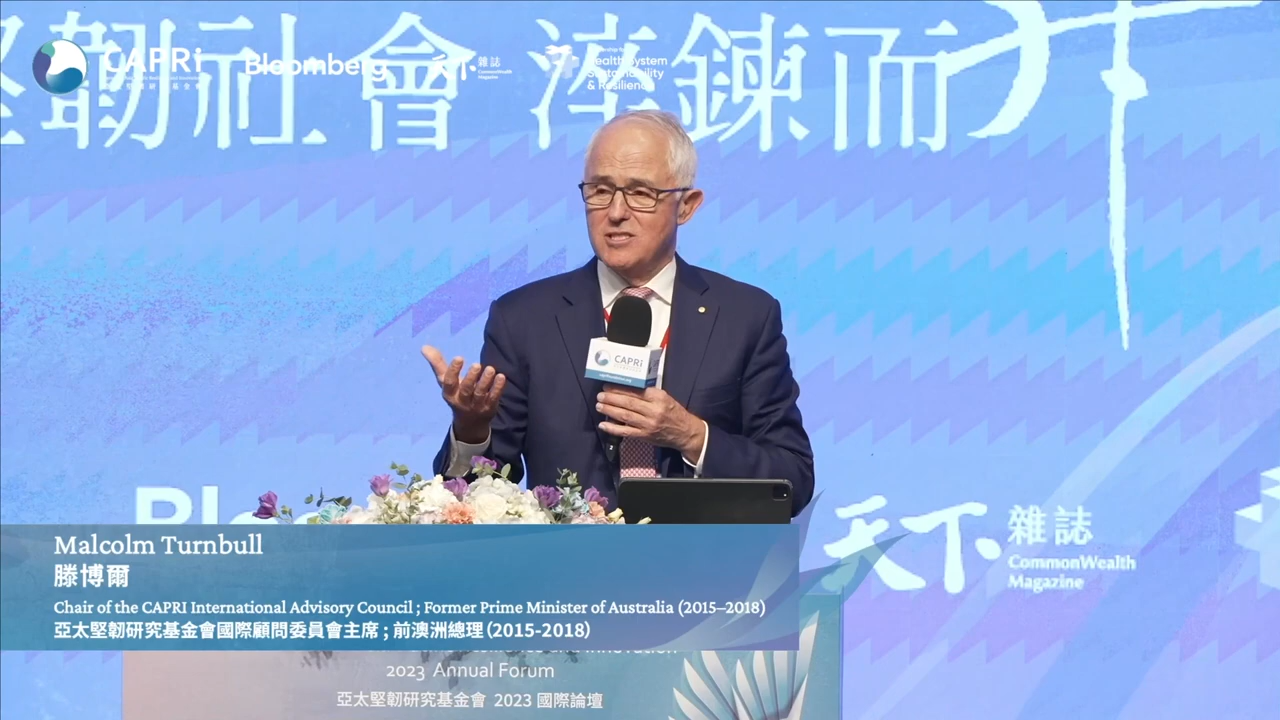 堅韌社會 淬鍊而升
CAPRi
Bloomberg
天下 雜誌
CommonWealth
Magazine
Health System
Sustainability
& Resilience
CAPRi
天下 雜誌
CommonWealth
Magazine
Malcolm Turnbull
滕博爾
Chair of the CAPRI International Advisory Council ; Former Prime Minister of Australia (2015–2018)
亞太堅韌研究基金會國際顧問委員會主席 ; 前澳洲總理 (2015-2018)
2023 Annual Forum
亞太堅韌研究基金會 2023 國際論壇